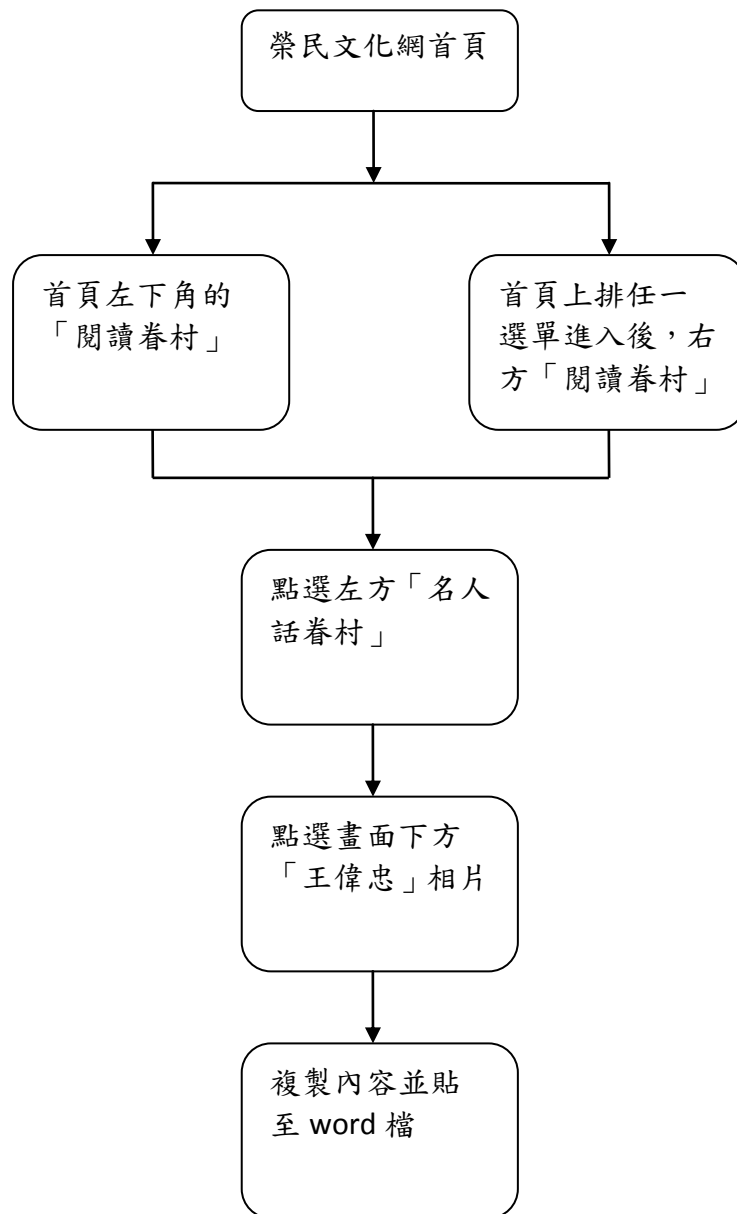 榮民文化網首頁
首頁左下角的
「閱讀眷村」
首頁上排任一
選單進入後，右
方「閱讀眷村」
點選左方「名人
話眷村」
點選畫面下方
「王偉忠」相片
複製內容並貼
至 word 檔